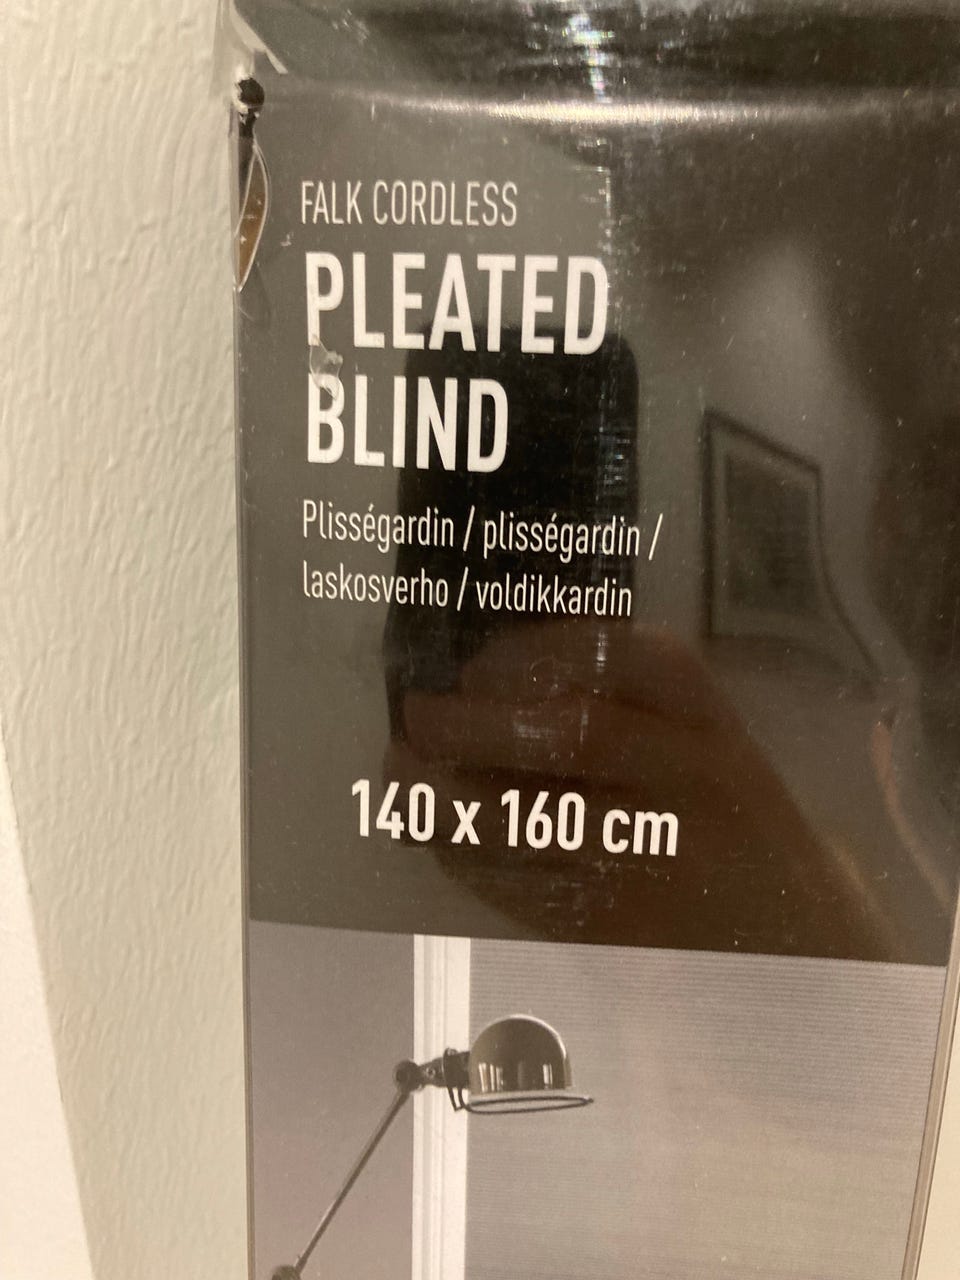 FALK CORDLESS
PLEATED
BLIND
Plisségardin / plisségardin /
laskosverho / voldikkardin
140 x 160 cm